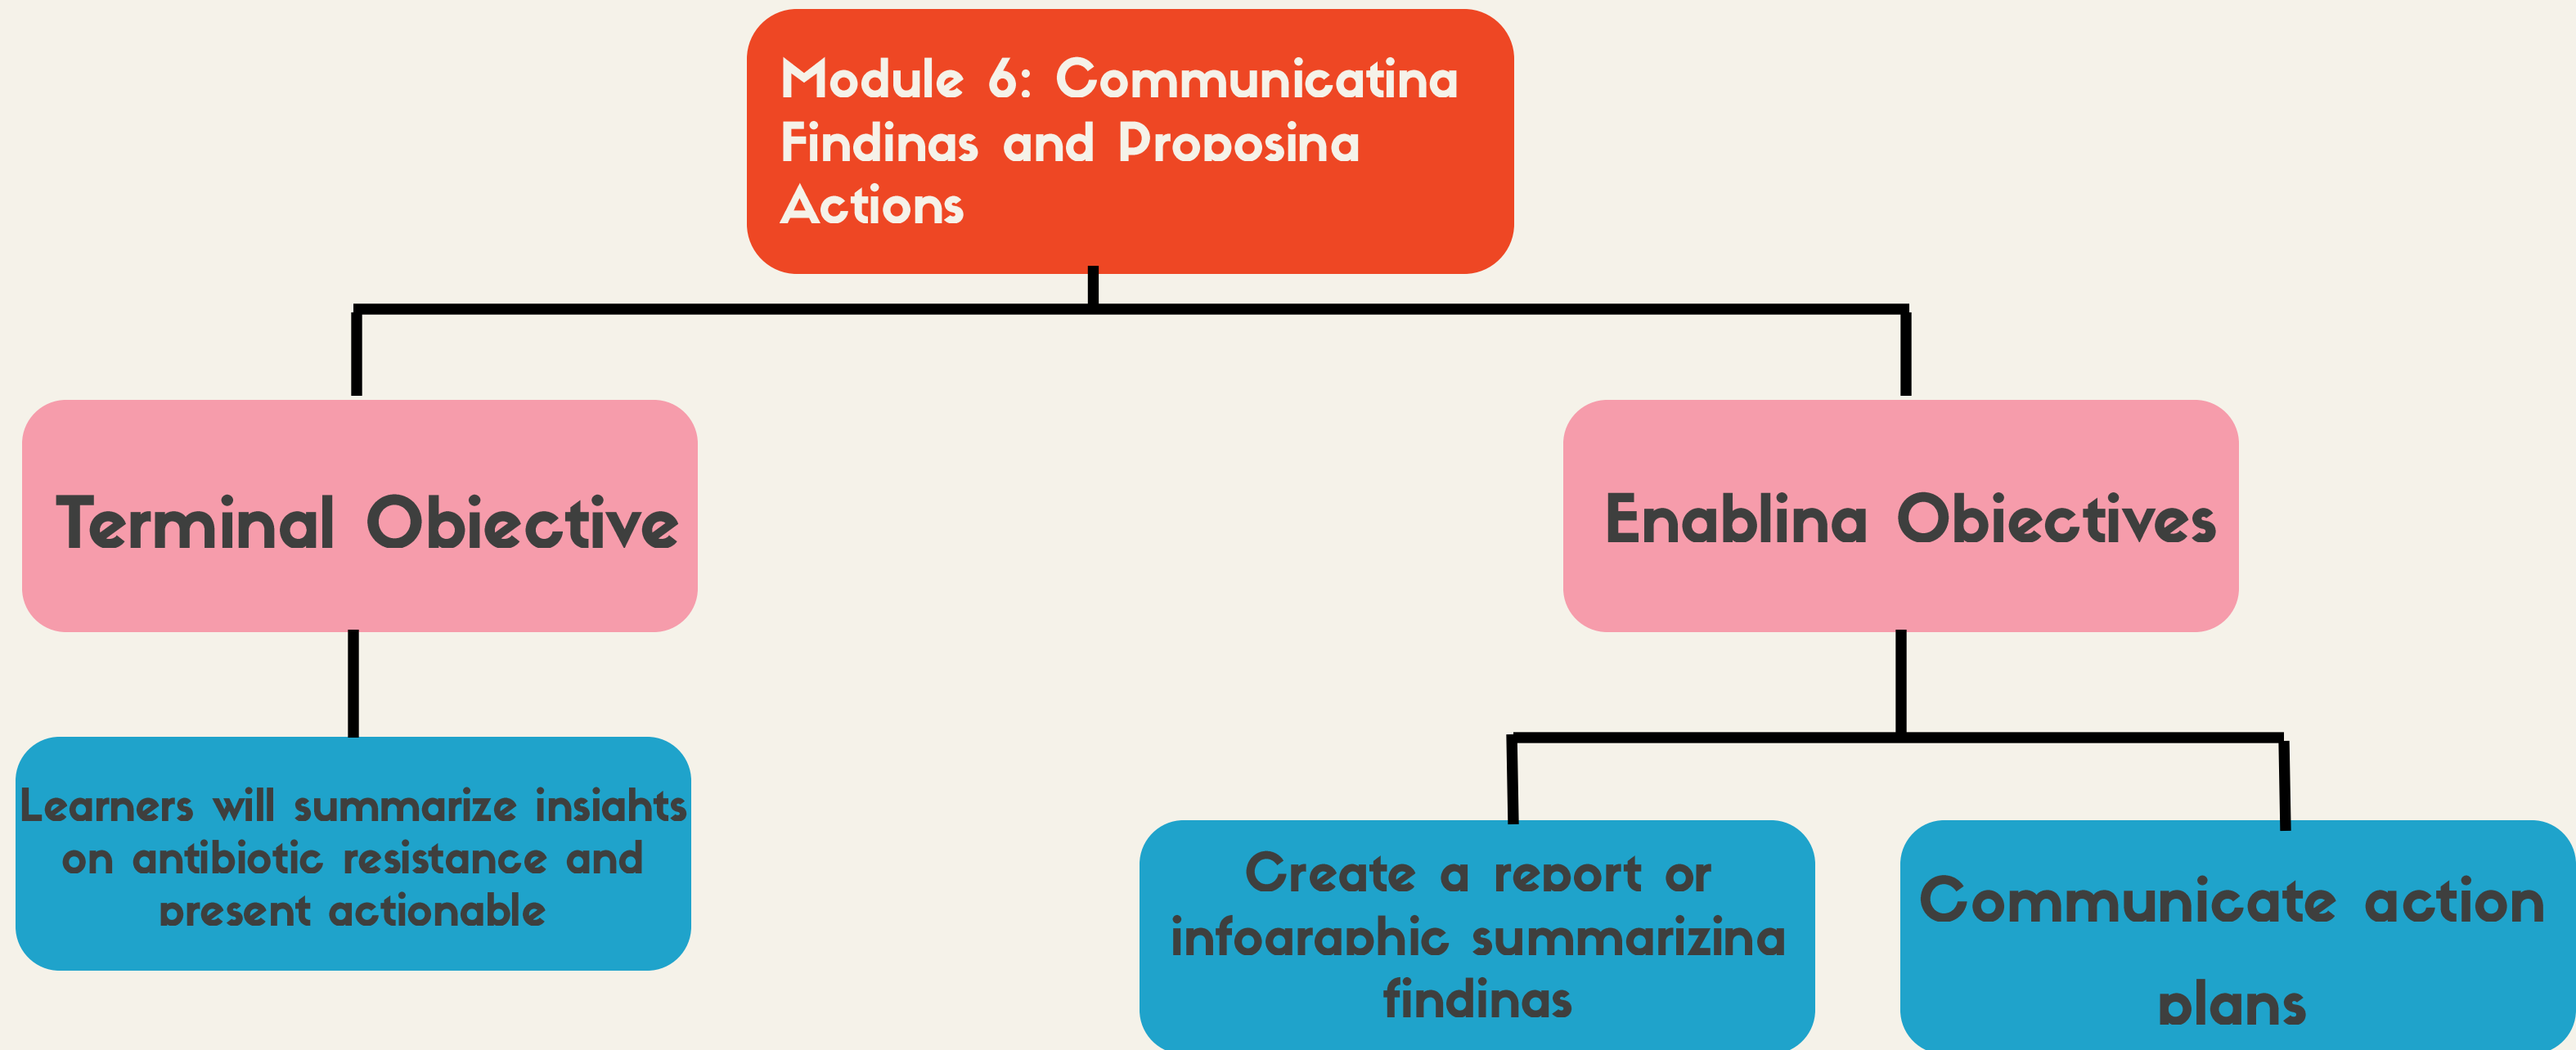 Module 6: Communicating
Findings and Proposing
Actions
Terminal Objective
Enabling Objectives
Learners will summarize insights
on antibiotic resistance and
present actionable
Create a report or
infographic summarizing
findings
Communicate action
plans